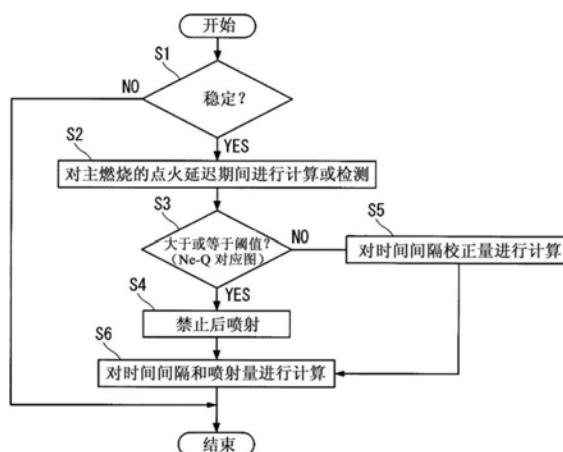 开始
S1
NO
稳定?
YES
S2
对主燃烧的点火延迟期间进行计算或检测
S3
大于或等于阈值?
(Ne-Q 对应图)
NO
S5
对时间间隔校正量进行计算
YES
S4
禁止后喷射
S6
对时间间隔和喷射量进行计算
结束